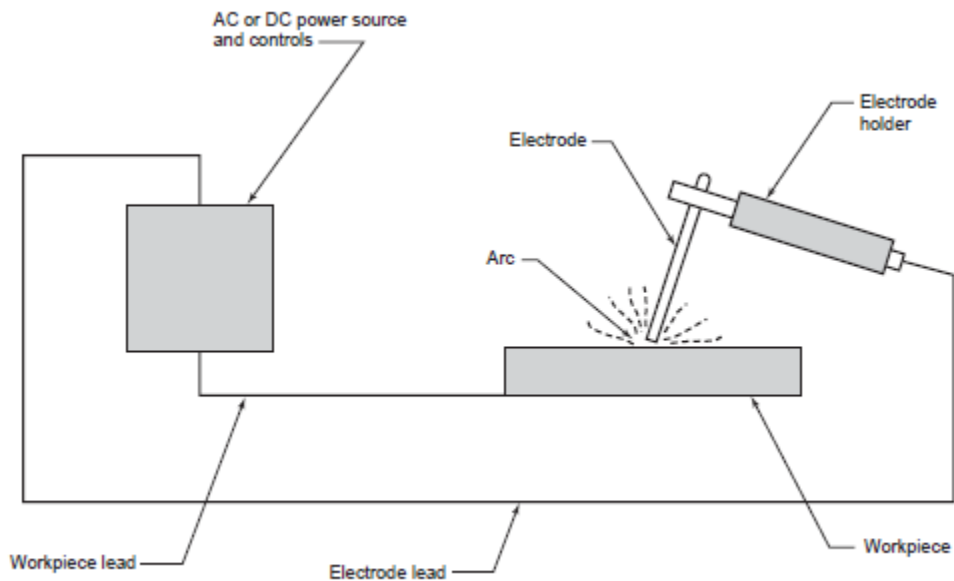 AC or DC power source
and controls
Electrode
holder
Electrode
Arc
Workpiece lead
Electrode lead
Workpiece